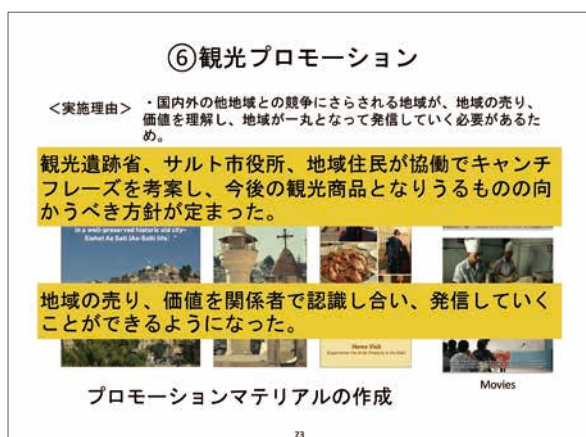 ⑥観光プロモーション
＜実施理由＞ ・国内外の他地域との競争にさらされる地域が、地域の売り、
価値を理解し、地域が一丸となって発信していく必要があるた
め。
観光遺跡省、サルト市役所、地域住民が協働でキャンチ
フレーズを考案し、今後の観光商品となりうるものの向
かうべき方針が定まった。
in a well-preserved historic old city-
Eishet As Salt (As-Salti life)
地域の売り、価値を関係者で認識し合い、発信していく
ことができるようになった。
Home Visit
プロモーションマテリアルの作成
Movies
73